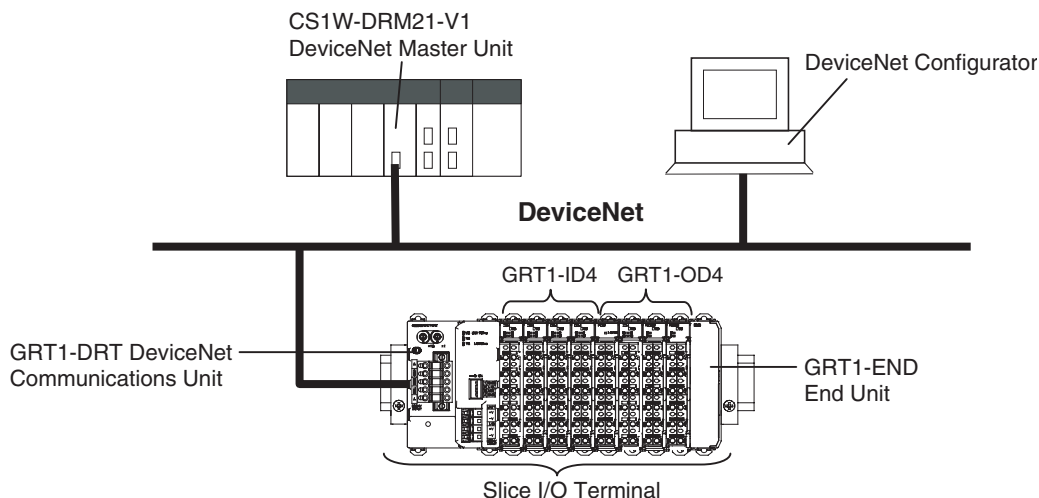 CS1W-DRM21-V1
DeviceNet Master Unit
DeviceNet Configurator
DeviceNet
GRT1-ID4
GRT1-OD4
GRT1-DRT DeviceNet
Communications Unit
GRT1-END
End Unit
Slice I/O Terminal